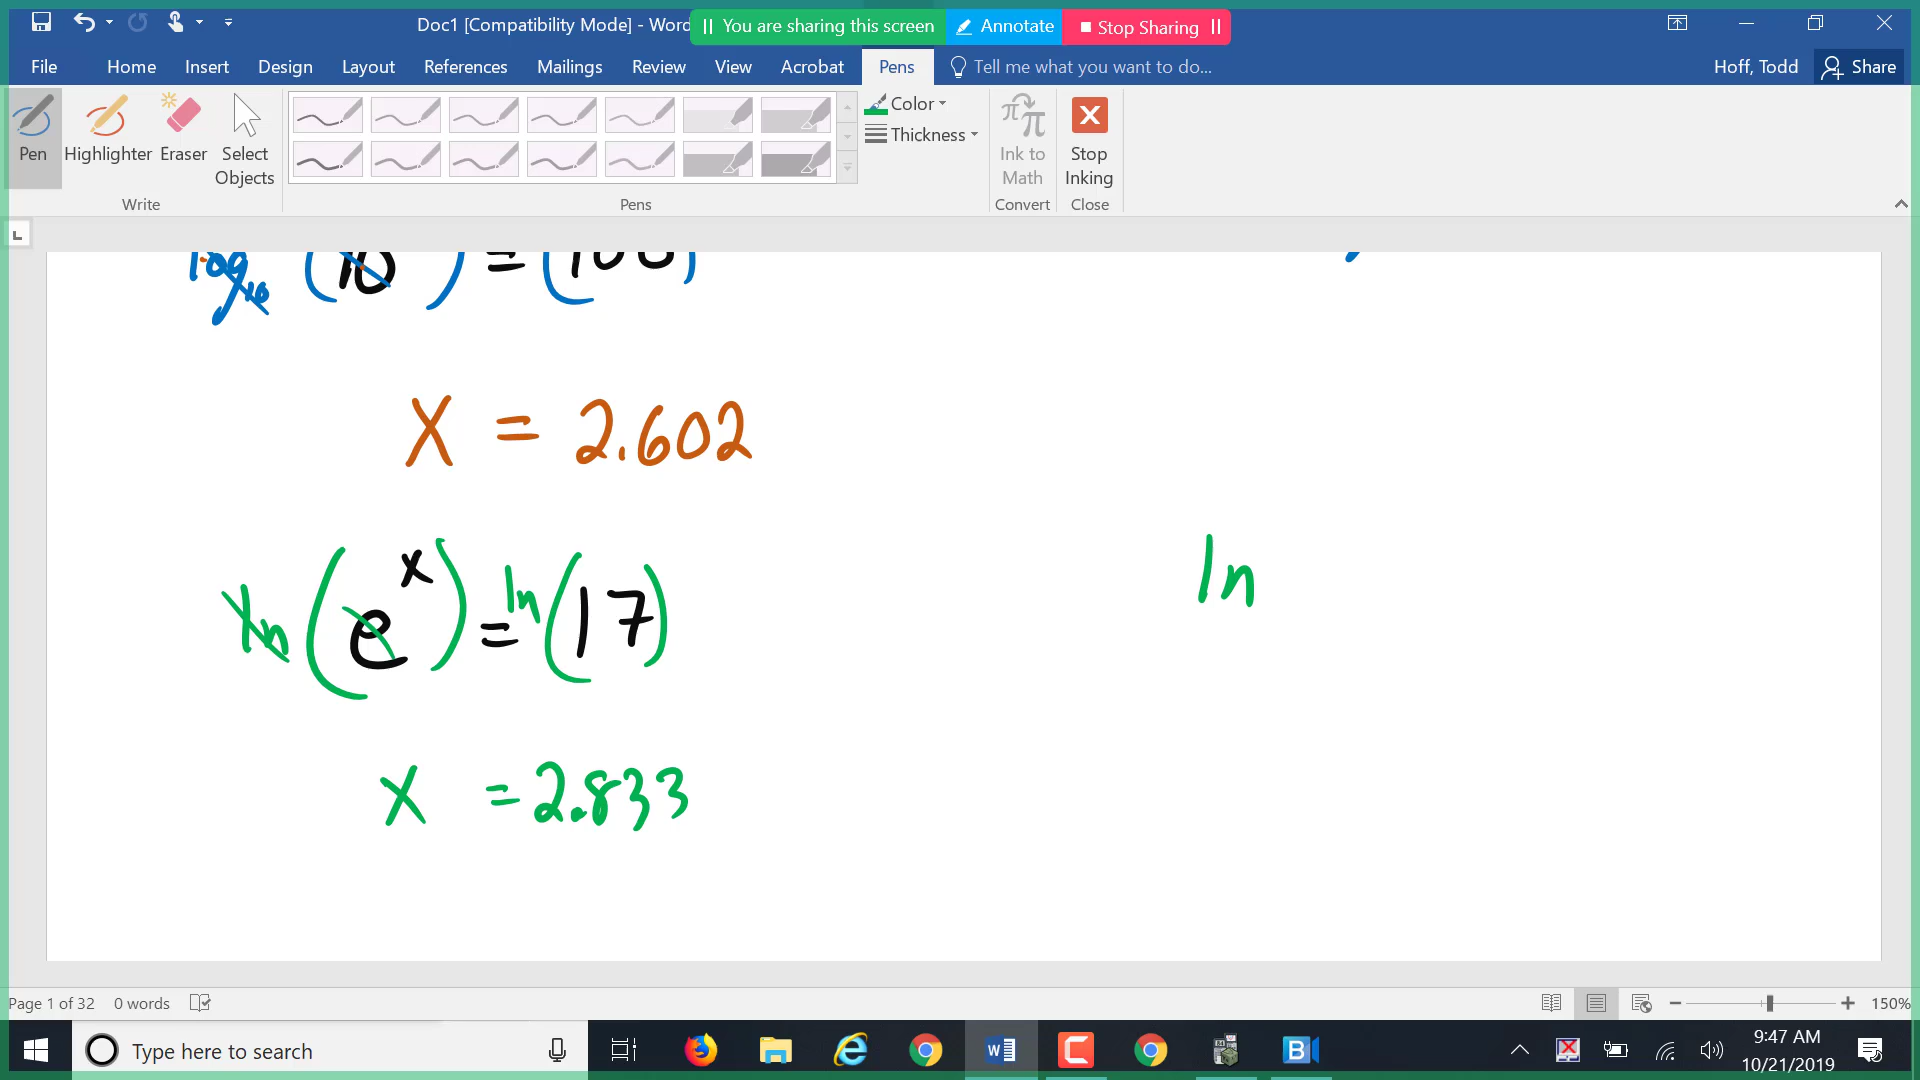 Doc1 [Compatibility Mode] - Word
You are sharing this screen
Annotate
Stop Sharing
File Home Insert Design Layout References Mailings Review View Acrobat Pens Tell me what you want to do... Hoff, Todd Share
Pen Highlighter Eraser Select Objects
Write
Pens
Color
Thickness
Ink to Math
Convert
Stop Inking
Close
log10 (10 ) = (
X = 2.602
ln (e^x) = ln (17)
ln
X = 2.833
Page 1 of 32 0 words 150%
Type here to search
9:47 AM
10/21/2019